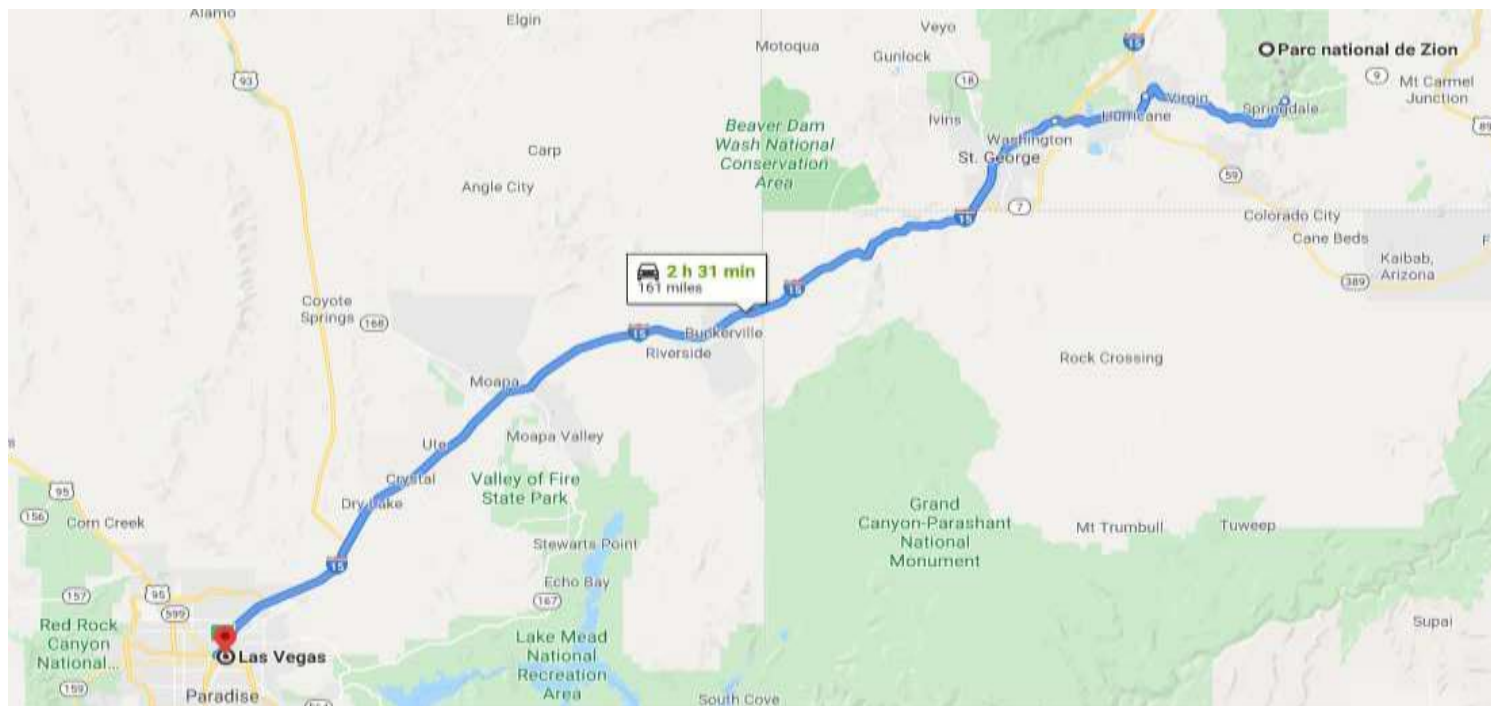 Alamo
Elgin
Veyo
Motoqua
Gunlock
15
Parc national de Zion
93
18
9
Mt Carmel
Junction
Virgin
Springdale
Hurricane
Ivins
89
Beaver Dam
Wash National
Conservation
Area
Washington
St. George
Carp
Angle City
59
7
15
Colorado City
Cane Beds
Kaibab,
Arizona
389
2 h 31 min
161 miles
15
Coyote
Springs
168
15
Bunkerville
Riverside
Rock Crossing
Moapa
Ute
Moapa Valley
Crystal
Valley of Fire
State Park
Dry Lake
95
156
Corn Creek
Grand
Canyon-Parashant
National
Monument
Mt Trumbull
Tuweep
Stewarts Point
15
Echo Bay
157
95
599
167
Red Rock
Canyon
National...
Las Vegas
Lake Mead
National
Recreation
Area
Supai
159
Paradise
South Cove